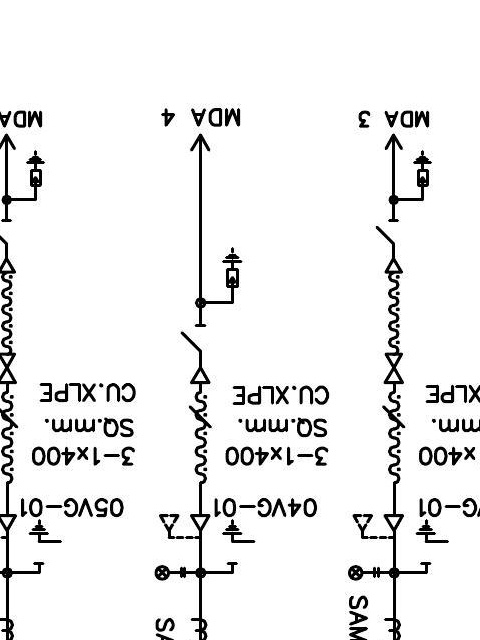 SAM
SA
G-01
04VG-01
05VG-01
x400
mm.
XLPE
3-1x400
SQ.mm.
CU.XLPE
3-1x400
SQ.mm.
CU.XLPE
MDA 3
MDA 4
MDA